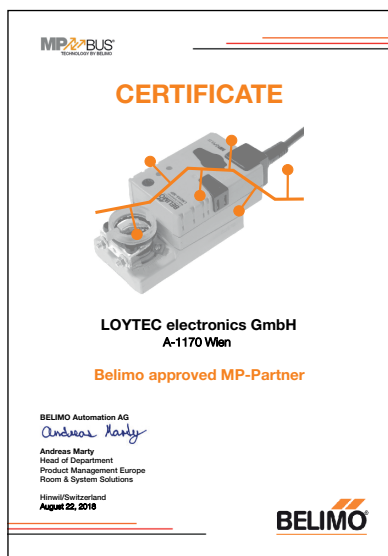 MP BUS®
TECHNOLOGY BY BELIMO
CERTIFICATE
BELIMO
LOYTEC electronics GmbH
A-1170 Wien
Belimo approved MP-Partner
BELIMO Automation AG
Andreas Marty
Andreas Marty
Head of Department
Product Management Europe
Room & System Solutions
Hinwil/Switzerland
August 22, 2018
BELIMO®